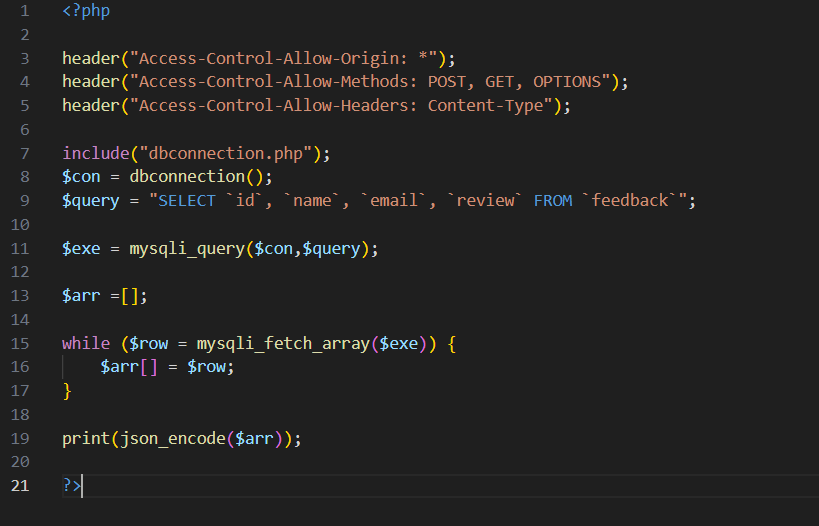 1 <?php
2
3 header("Access-Control-Allow-Origin: *");
4 header("Access-Control-Allow-Methods: POST, GET, OPTIONS");
5 header("Access-Control-Allow-Headers: Content-Type");
6
7 include("dbconnection.php");
8 $con = dbconnection();
9 $query = "SELECT `id`, `name`, `email`, `review` FROM `feedback`";
10
11 $exe = mysqli_query($con,$query);
12
13 $arr =[];
14
15 while ($row = mysqli_fetch_array($exe)) {
16     $arr[] = $row;
17 }
18
19 print(json_encode($arr));
20
21 ?>